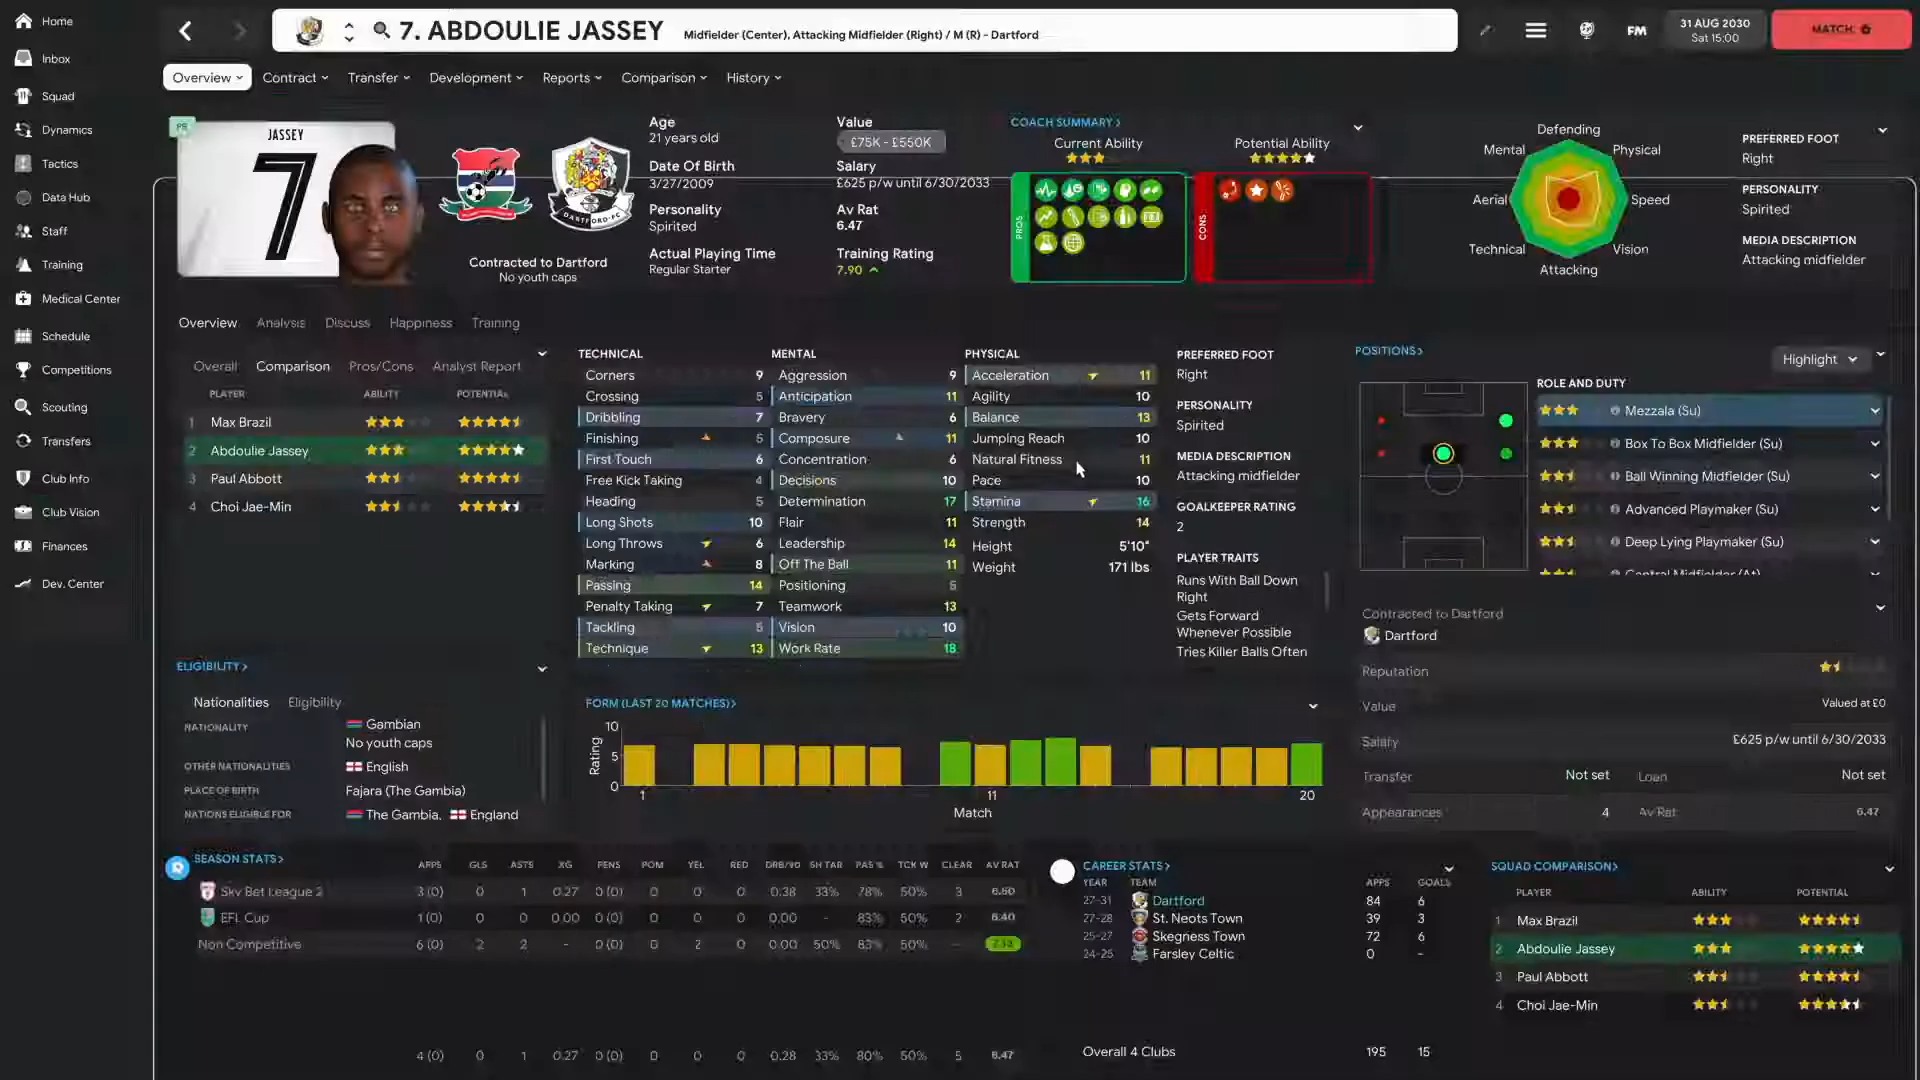 Home
Inbox
Squad
Dynamics
Tactics
Data Hub
Staff
Training
Medical Center
Schedule
Competitions
Scouting
Transfers
Club Info
Club Vision
Finances
Dev. Center
7. ABDOULIE JASSEY Midfielder (Center), Attacking Midfielder (Right) / M (R) - Dartford
FM
31 AUG 2030
Sat 15:00
MATCH
Overview Contract Transfer Development Reports Comparison History
JASSEY
7
DARTFORD FC
Contracted to Dartford
No youth caps
Age
21 years old
Date Of Birth
3/27/2009
Personality
Spirited
Actual Playing Time
Regular Starter
Value
£75K - £550K
Salary
£625 p/w until 6/30/2033
Av Rat
6.47
Training Rating
7.90
COACH SUMMARY >
Current Ability
Potential Ability
PROS
CONS
Defending
Physical
Speed
Vision
Attacking
Technical
Aerial
Mental
PREFERRED FOOT
Right
PERSONALITY
Spirited
MEDIA DESCRIPTION
Attacking midfielder
Overview Analysis Discuss Happiness Training
Overall Comparison Pros/Cons Analyst Report
PLAYER ABILITY POTENTIAL
1 Max Brazil
2 Abdoulie Jassey
3 Paul Abbott
4 Choi Jae-Min
TECHNICAL
Corners 9
Crossing 5
Dribbling 7
Finishing 5
First Touch 6
Free Kick Taking 4
Heading 5
Long Shots 10
Long Throws 6
Marking 8
Passing 14
Penalty Taking 7
Tackling 5
Technique 13
MENTAL
Aggression 9
Anticipation 11
Bravery 6
Composure 11
Concentration 6
Decisions 10
Determination 17
Flair 11
Leadership 14
Off The Ball 11
Positioning 5
Teamwork 13
Vision 10
Work Rate 18
PHYSICAL
Acceleration 11
Agility 10
Balance 13
Jumping Reach 10
Natural Fitness 11
Pace 10
Stamina 16
Strength 14
Height 5'10"
Weight 171 lbs
PREFERRED FOOT
Right
PERSONALITY
Spirited
MEDIA DESCRIPTION
Attacking midfielder
GOALKEEPER RATING
2
PLAYER TRAITS
Runs With Ball Down
Right
Gets Forward
Whenever Possible
Tries Killer Balls Often
POSITIONS >
Highlight
ROLE AND DUTY
Mezzala (Su)
Box To Box Midfielder (Su)
Ball Winning Midfielder (Su)
Advanced Playmaker (Su)
Deep Lying Playmaker (Su)
Central Midfielder (At)
Contracted to Dartford
Dartford
Reputation
Value Valued at £0
Salary £625 p/w until 6/30/2033
Transfer Not set Loan Not set
Appearances 4 Av Rat 6.47
ELIGIBILITY >
Nationalities Eligibility
NATIONALITY Gambian
No youth caps
OTHER NATIONALITIES English
PLACE OF BIRTH Fajara (The Gambia)
NATIONS ELIGIBLE FOR The Gambia, England
FORM (LAST 20 MATCHES) >
Rating
10
5
0
1 11 20
Match
SEASON STATS > APPS GLS ASTS XG PENS POM YEL RED DRB/90 SH TAR PAS % TCK W CLEAR AV RAT
Sky Bet League 2 3 (0) 0 1 0.27 0 (0) 0 0 0 0.38 33% 78% 50% 3 6.50
EFL Cup 1 (0) 0 0 0.00 0 (0) 0 0 0 0.00 - 83% 50% 2 6.40
Non Competitive 6 (0) 2 2 - 0 (0) 0 2 0 0.00 50% 83% 50% -
4 (0) 0 1 0.27 0 (0) 0 0 0 0.28 33% 80% 50% 5 6.47
CAREER STATS >
YEAR TEAM APPS GOALS
27-31 Dartford 84 6
27-28 St. Neots Town 39 3
25-27 Skegness Town 72 6
24-25 Farsley Celtic 0 -
Overall 4 Clubs 195 15
SQUAD COMPARISON >
PLAYER ABILITY POTENTIAL
1 Max Brazil
2 Abdoulie Jassey
3 Paul Abbott
4 Choi Jae-Min